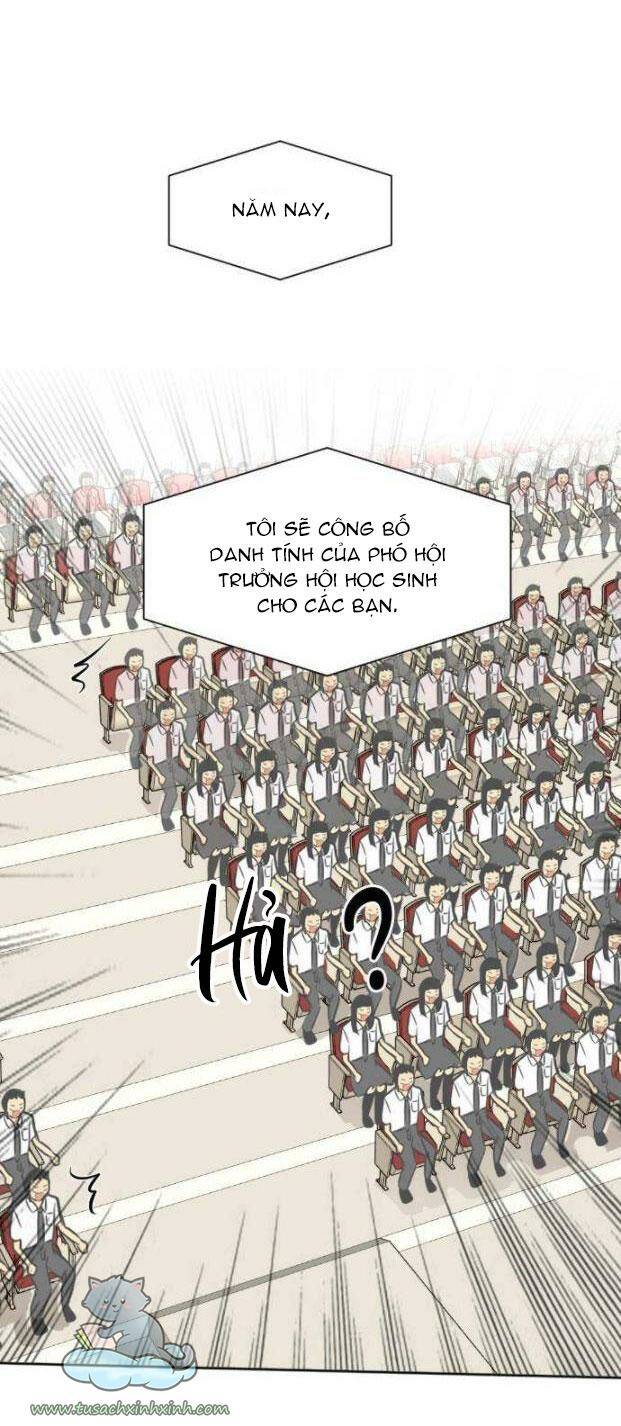 NĂM NAY,
TÔI SẼ CÔNG BỐ
DANH TÍNH CỦA PHÓ HỘI
TRƯỞNG HỘI HỌC SINH
CHO CÁC BẠN.
HẢ ?
www.tusachxinhxinh.com